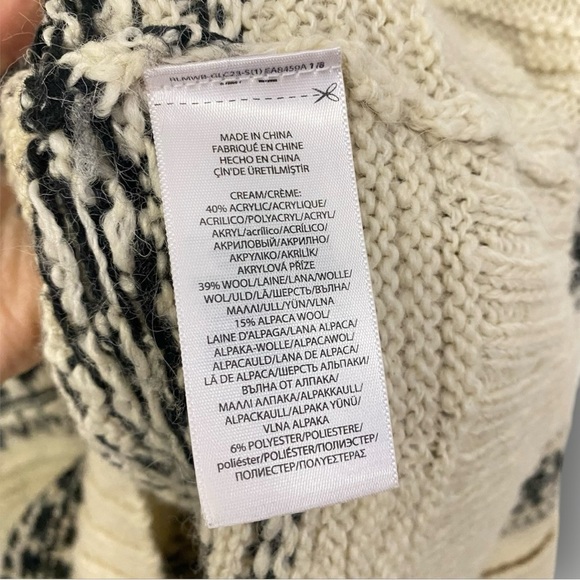 1/8
MADE IN CHINA
FABRIQUÉ EN CHINE
HECHO EN CHINA
ÇİN'DE ÜRETİLMİŞTİR
CREAM/CRÈME:
40% ACRYLIC/ACRYLIQUE/
ACRILICO/POLYACRYL/ACRYL/
AKRYL/acrílico/ACRÍLICO/
АКРИЛОВЫЙ/АКРИЛНО/
ΑΚΡΥΛΙΚΟ/AKRİLİK/
AKRYLOVÁ PŘÍZE
39% WOOL/LAINE/LANA/WOLLE/
WOL/ULD/LÃ/ШЕРСТЬ/ВЪЛНА/
ΜΑΛΛΙ/ULL/YÜN/VLNA
15% ALPACA WOOL/
LAINE D'ALPAGA/LANA ALPACA/
ALPAKA-WOLLE/ALPACAWOL/
ALPACAULD/LANA DE ALPACA/
LÃ DE ALPACA/ШЕРСТЬ АЛЬПАКИ/
ВЪЛНА ОТ АЛПАКА/
ΜΑΛΛΙ ΑΛΠΑΚΑ/ALPAKKAULL/
ALPACKAULL/ALPAKA YÜNÜ/
VLNA ALPAKA
6% POLYESTER/POLIESTERE/
poliéster/POLIÉSTER/ПОЛИЭСТЕР/
ПОЛИЕСТЕР/ΠΟΛΥΕΣΤΕΡΑΣ